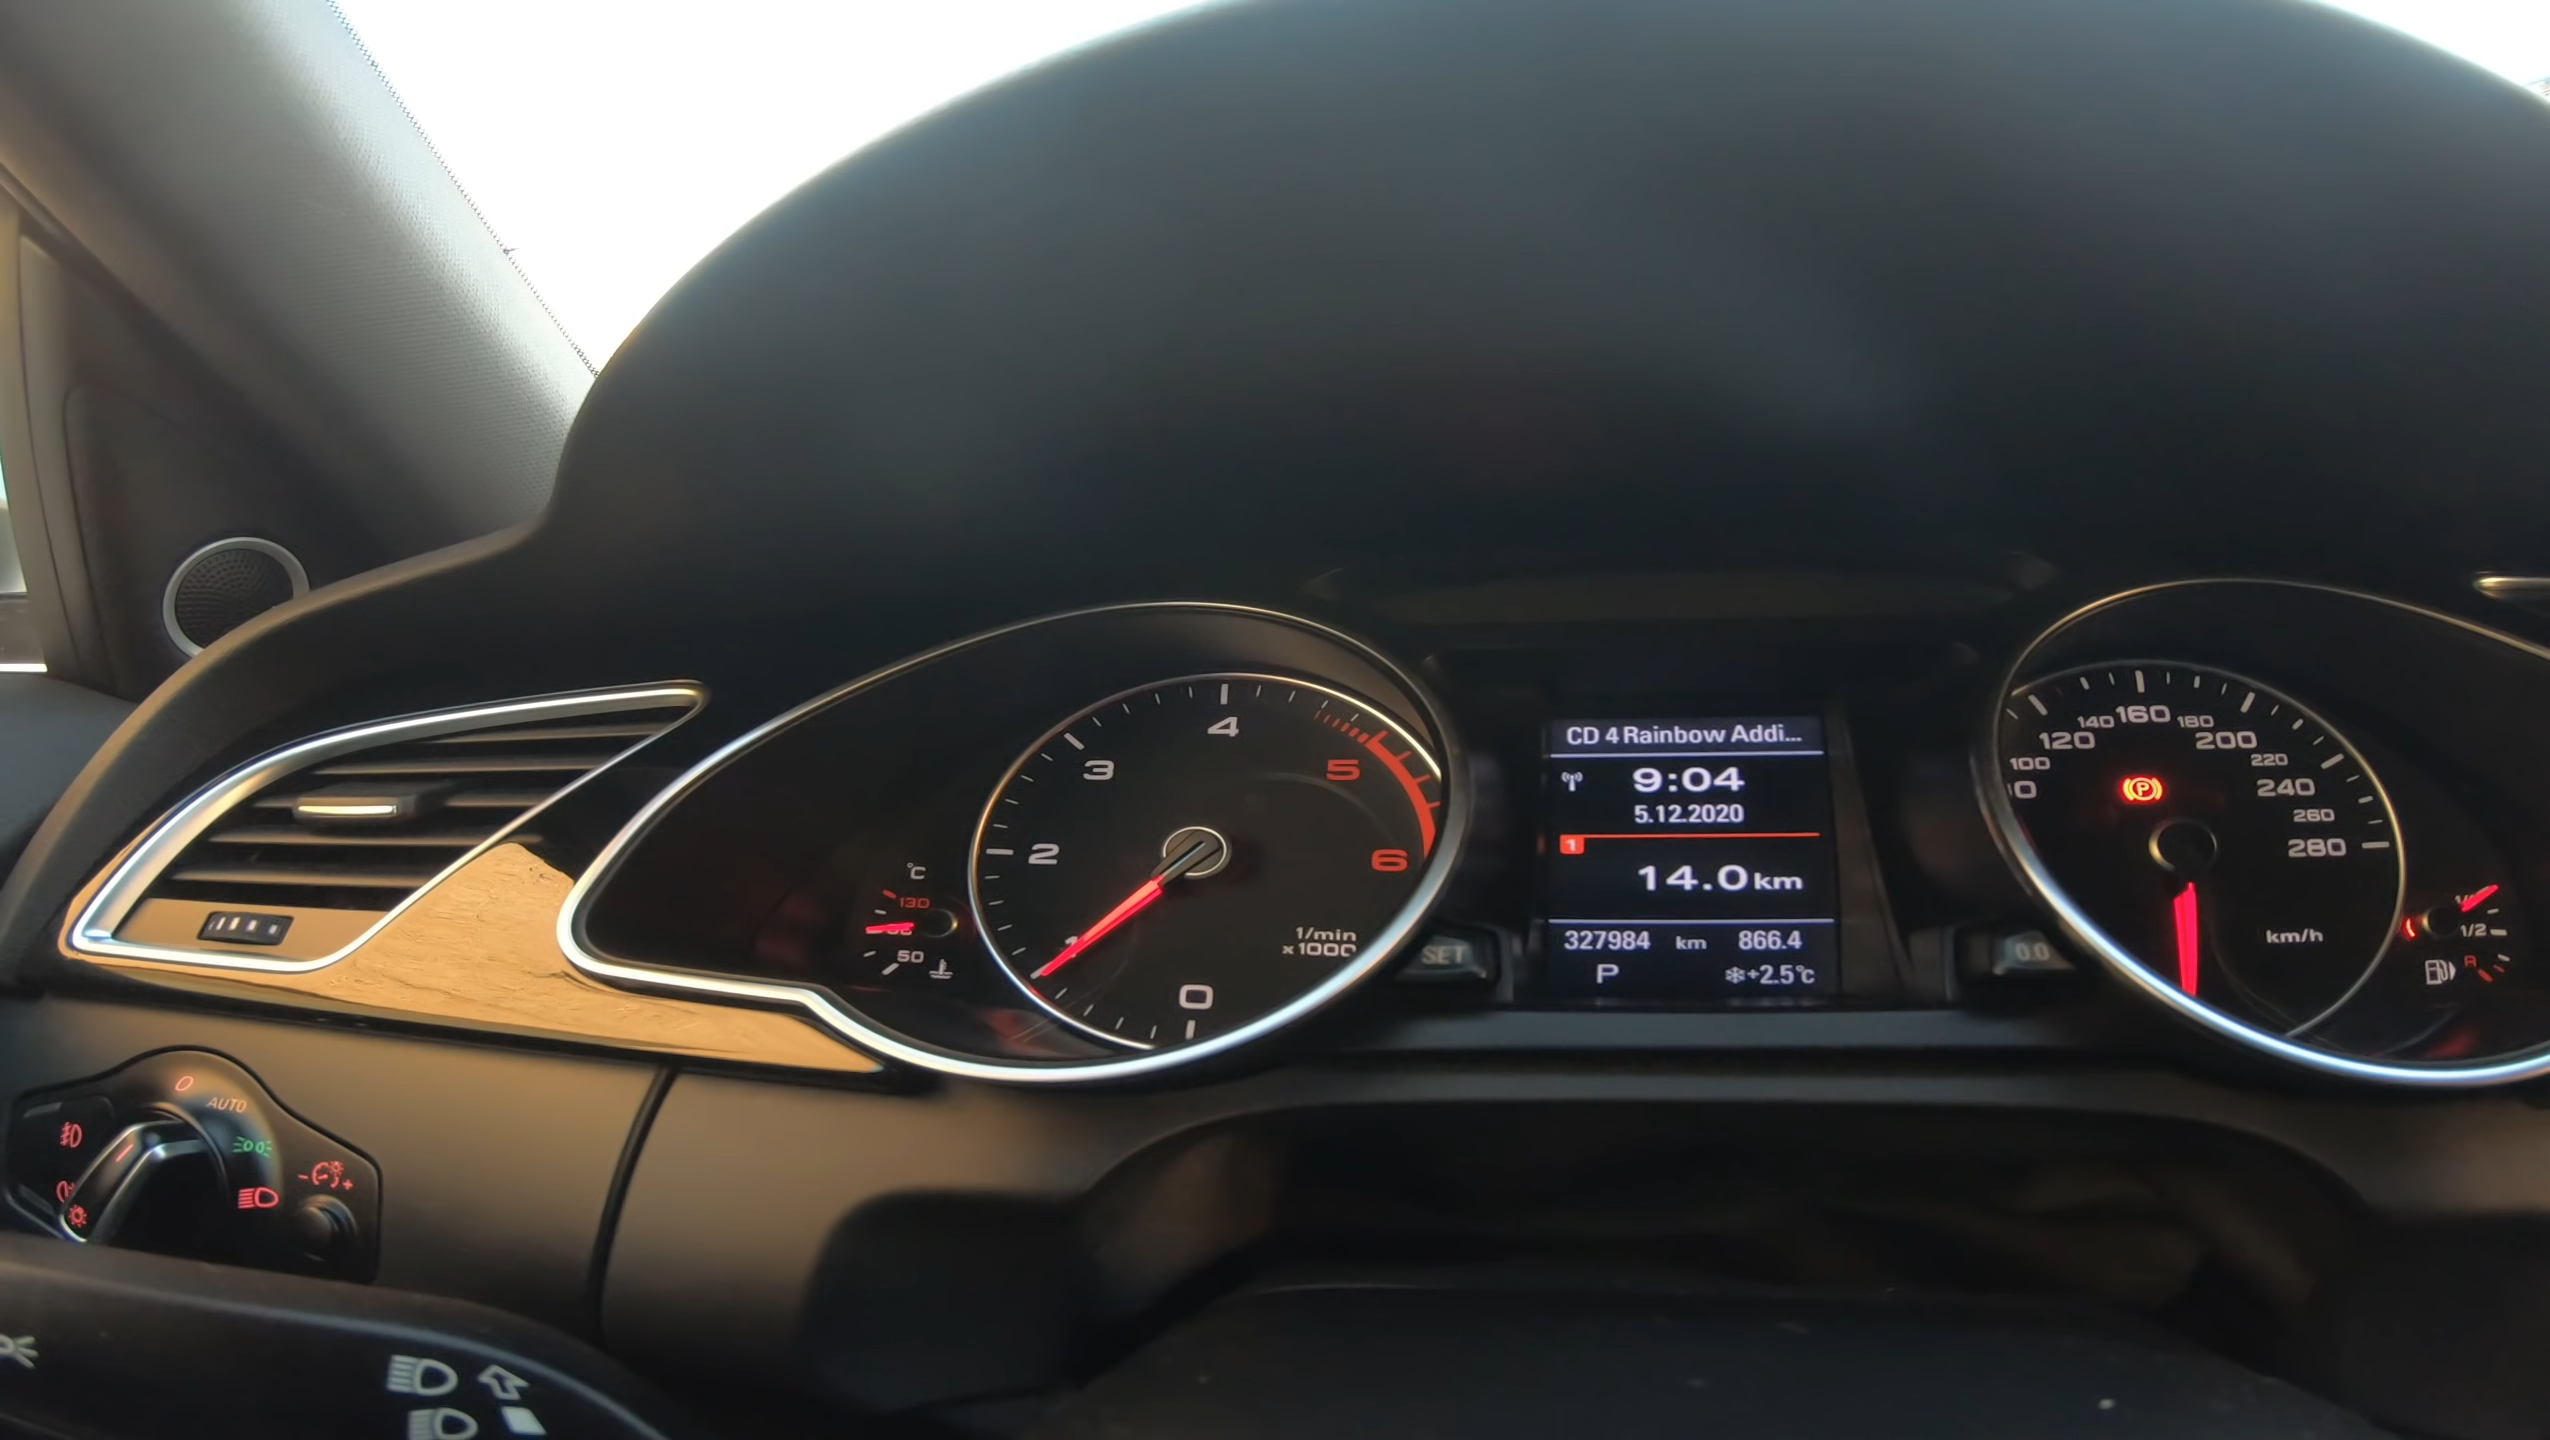 4
3
5
2
6
0
1/min
x1000
°C
130
50
CD 4 Rainbow Addi...
9:04
5.12.2020
1
14.0 km
327984 km 866.4
P +2.5°C
SET
0.0
100
120
140
160
180
200
220
240
260
280
km/h
P
1/2
R
0
AUTO